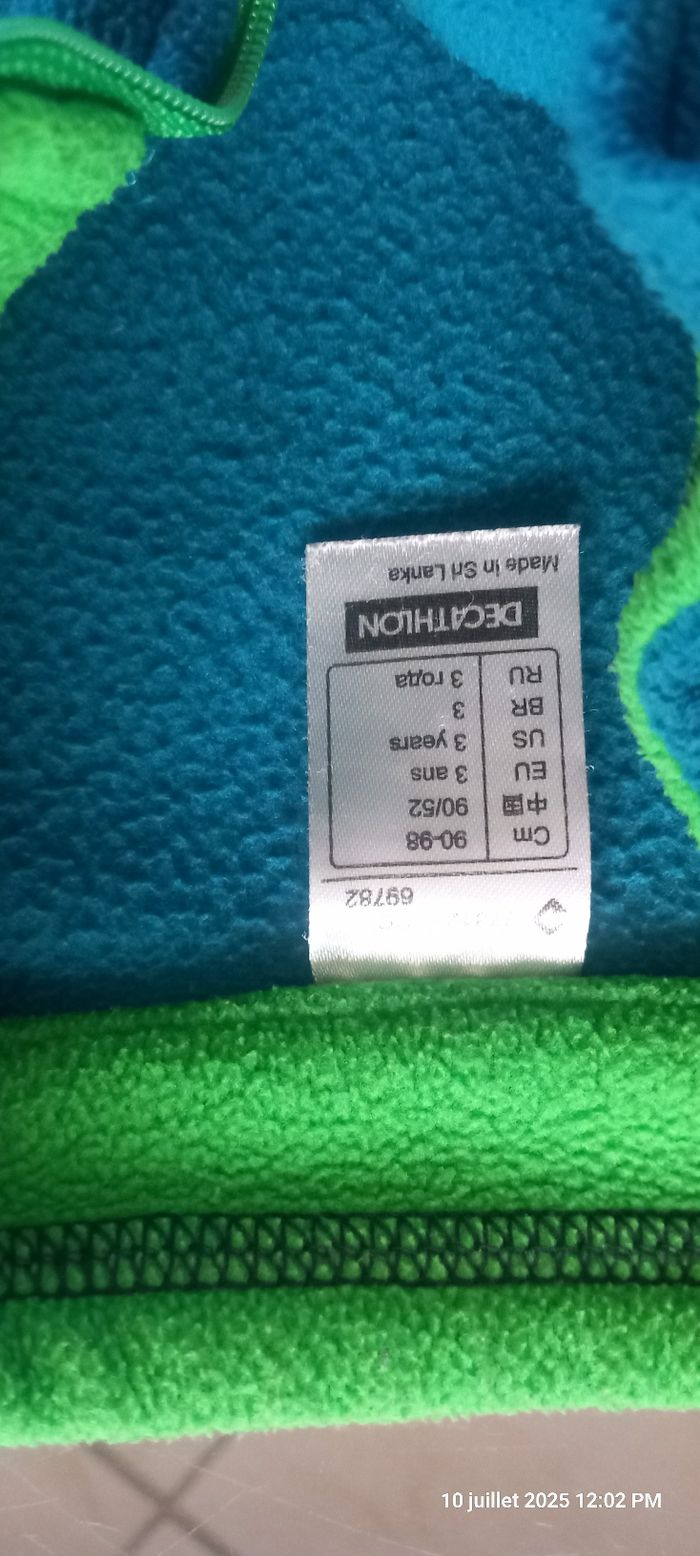 Made in Sri Lanka
DECATHLON
RU 3 года
BR 3
US 3 years
EU 3 ans
中国 90/52
Cm 90-98
69782
10 juillet 2025 12:02 PM